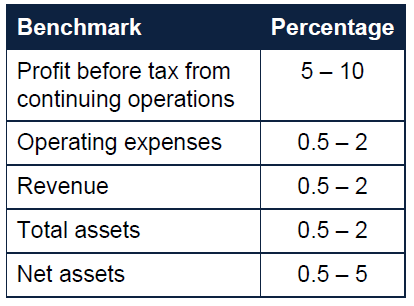 Benchmark Percentage
Profit before tax from 5 – 10
continuing operations
Operating expenses 0.5 – 2
Revenue 0.5 – 2
Total assets 0.5 – 2
Net assets 0.5 – 5